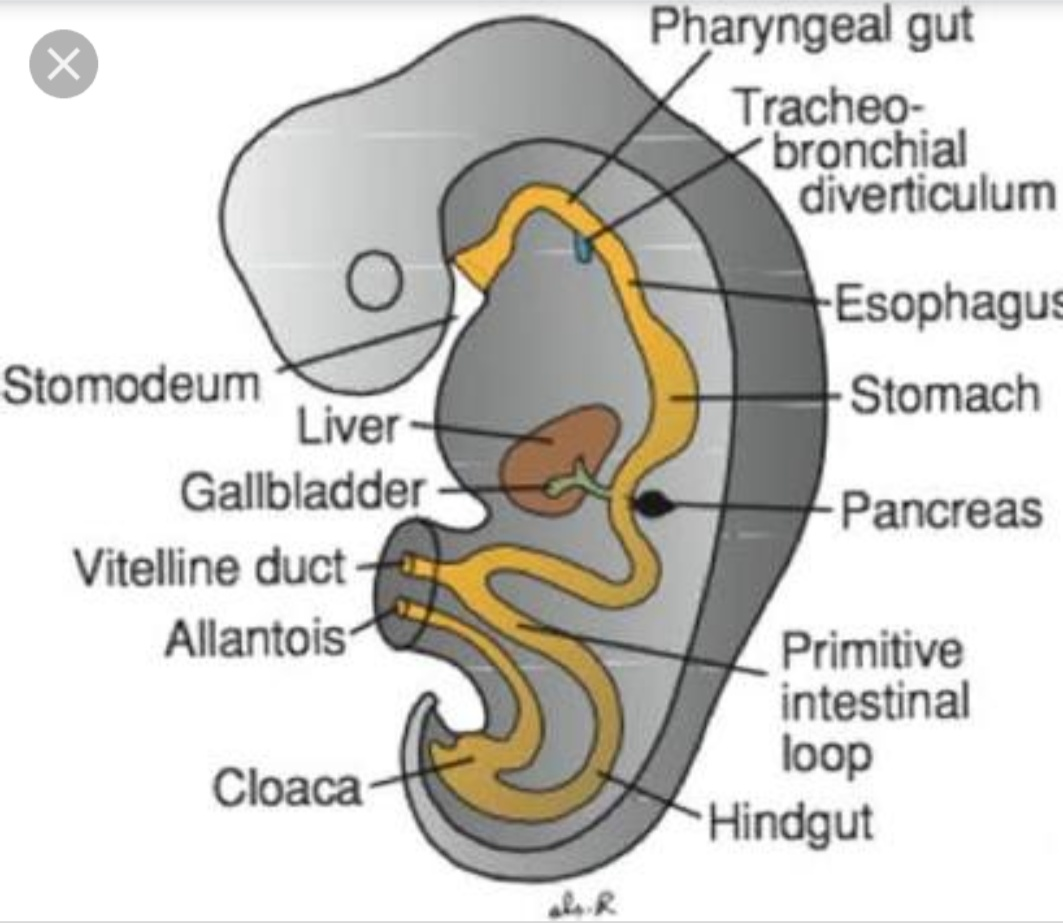 Pharyngeal gut
Tracheo-
bronchial
diverticulum
Esophagus
Stomodeum
Stomach
Liver
Gallbladder
Pancreas
Vitelline duct
Allantois
Primitive
intestinal
loop
Cloaca
Hindgut